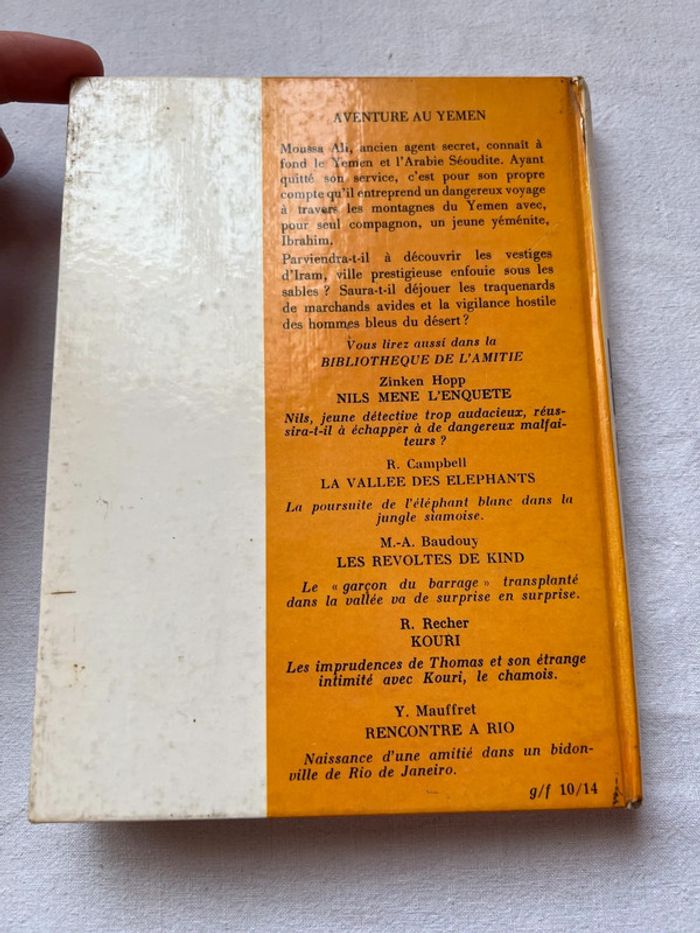 AVENTURE AU YEMEN
Moussa Ali, ancien agent secret, connaît à
fond le Yemen et l'Arabie Séoudite. Ayant
quitté son service, c'est pour son propre
compte qu'il entreprend un dangereux voyage
à travers les montagnes du Yemen avec,
pour seul compagnon, un jeune yéménite,
Ibrahim.
Parviendra-t-il à découvrir les vestiges
d'Iram, ville prestigieuse enfouie sous les
sables ? Saura-t-il déjouer les traquenards
de marchands avides et la vigilance hostile
des hommes bleus du désert ?
Vous lirez aussi dans la
BIBLIOTHEQUE DE L'AMITIE
Zinken Hopp
NILS MENE L'ENQUETE
Nils, jeune détective trop audacieux, réus-
sira-t-il à échapper à de dangereux malfai-
teurs ?
R. Campbell
LA VALLEE DES ELEPHANTS
La poursuite de l'éléphant blanc dans la
jungle siamoise.
M.-A. Baudouy
LES REVOLTES DE KIND
Le « garçon du barrage » transplanté
dans la vallée va de surprise en surprise.
R. Recher
KOURI
Les imprudences de Thomas et son étrange
intimité avec Kouri, le chamois.
Y. Mauffret
RENCONTRE A RIO
Naissance d'une amitié dans un bidon-
ville de Rio de Janeiro.
g/f 10/14